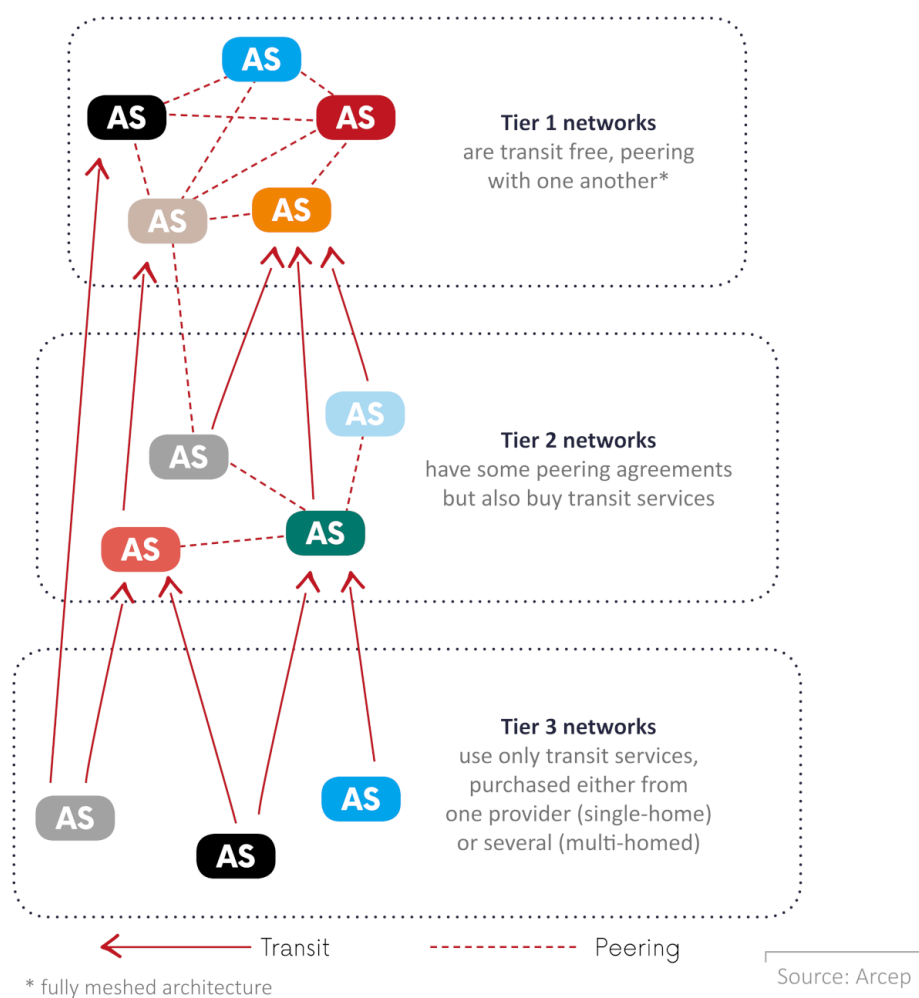 AS
AS
AS
Tier 1 networks
are transit free, peering
with one another*
AS
AS
AS
AS
Tier 2 networks
have some peering agreements
but also buy transit services
AS
AS
Tier 3 networks
use only transit services,
purchased either from
one provider (single-home)
or several (multi-homed)
AS
AS
AS
Transit
Peering
* fully meshed architecture
Source: Arcep